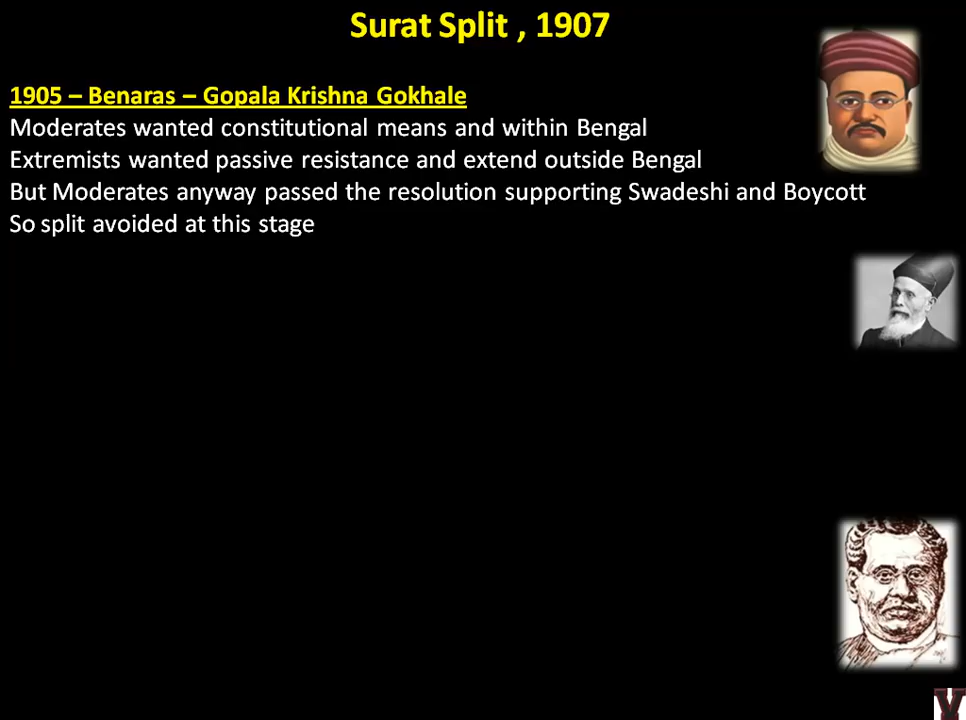 Surat Split , 1907
1905 – Benaras – Gopala Krishna Gokhale
Moderates wanted constitutional means and within Bengal
Extremists wanted passive resistance and extend outside Bengal
But Moderates anyway passed the resolution supporting Swadeshi and Boycott
So split avoided at this stage